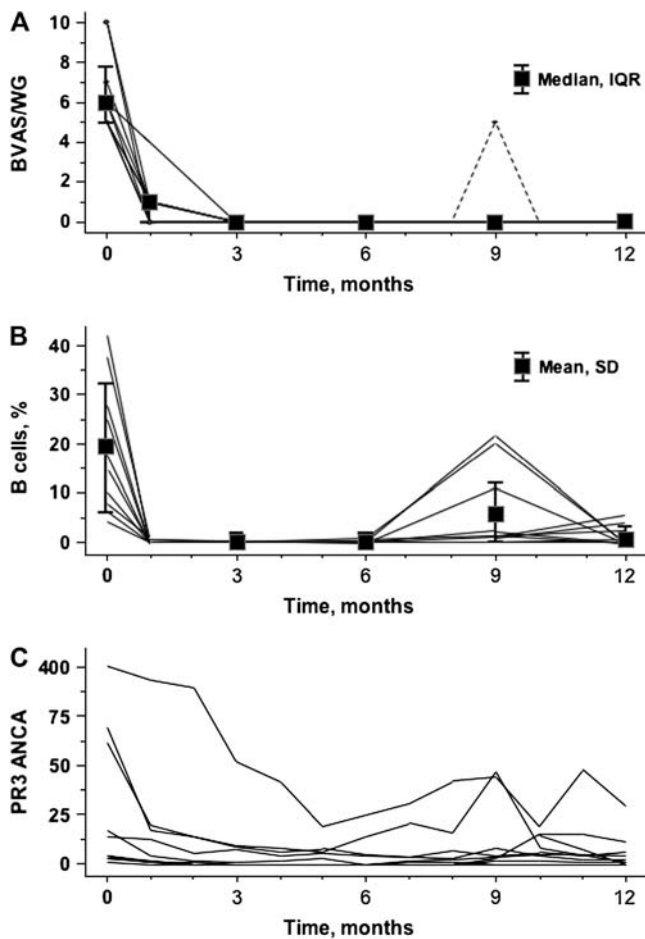 A
BVAS/WG
10
8
6
4
2
0
Median, IQR
0 3 6 9 12
Time, months
B
B cells, %
40
30
20
10
0
Mean, SD
0 3 6 9 12
Time, months
C
PR3 ANCA
400
75
50
25
0
0 3 6 9 12
Time, months